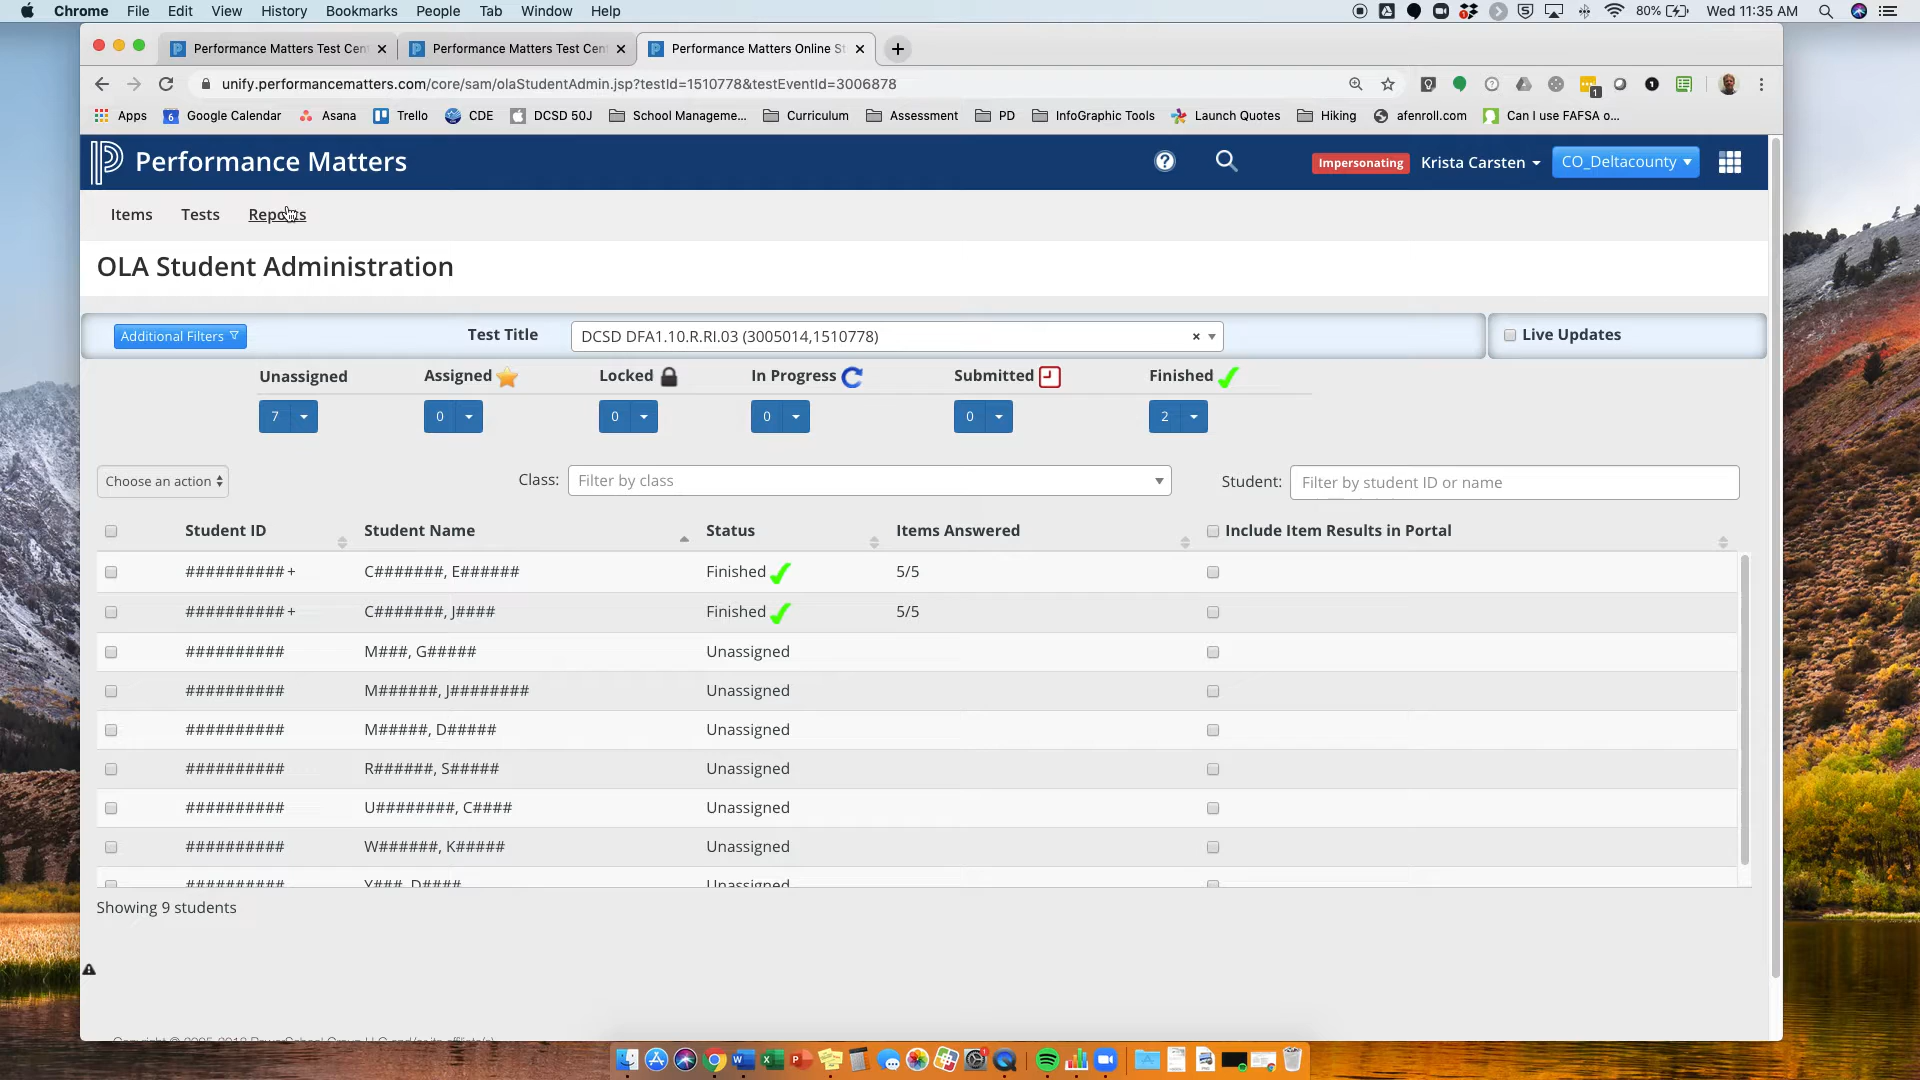 Chrome File Edit View History Bookmarks People Tab Window Help 80% Wed 11:35 AM
Performance Matters Test Cen Performance Matters Test Cen Performance Matters Online St
unify.performancematters.com/core/sam/olaStudentAdmin.jsp?testId=1510778&testEventId=3006878
Apps Google Calendar Asana Trello CDE DCSD 50J School Manageme... Curriculum Assessment PD InfoGraphic Tools Launch Quotes Hiking afenroll.com Can I use FAFSA o...
Performance Matters Impersonating Krista Carsten CO_Deltacounty
Items Tests Reports
OLA Student Administration
Additional Filters Test Title DCSD DFA1.10.R.RI.03 (3005014,1510778) × Live Updates
Unassigned Assigned Locked In Progress Submitted Finished
7 0 0 0 0 2
Choose an action Class: Filter by class Student: Filter by student ID or name
Student ID Student Name Status Items Answered Include Item Results in Portal
########## + C#######, E###### Finished 5/5
########## + C#######, J#### Finished 5/5
########## M###, G##### Unassigned
########## M######, J######## Unassigned
########## M#####, D##### Unassigned
########## R######, S##### Unassigned
########## U########, C#### Unassigned
########## W######, K##### Unassigned
########## Y###, D#### Unassigned
Showing 9 students